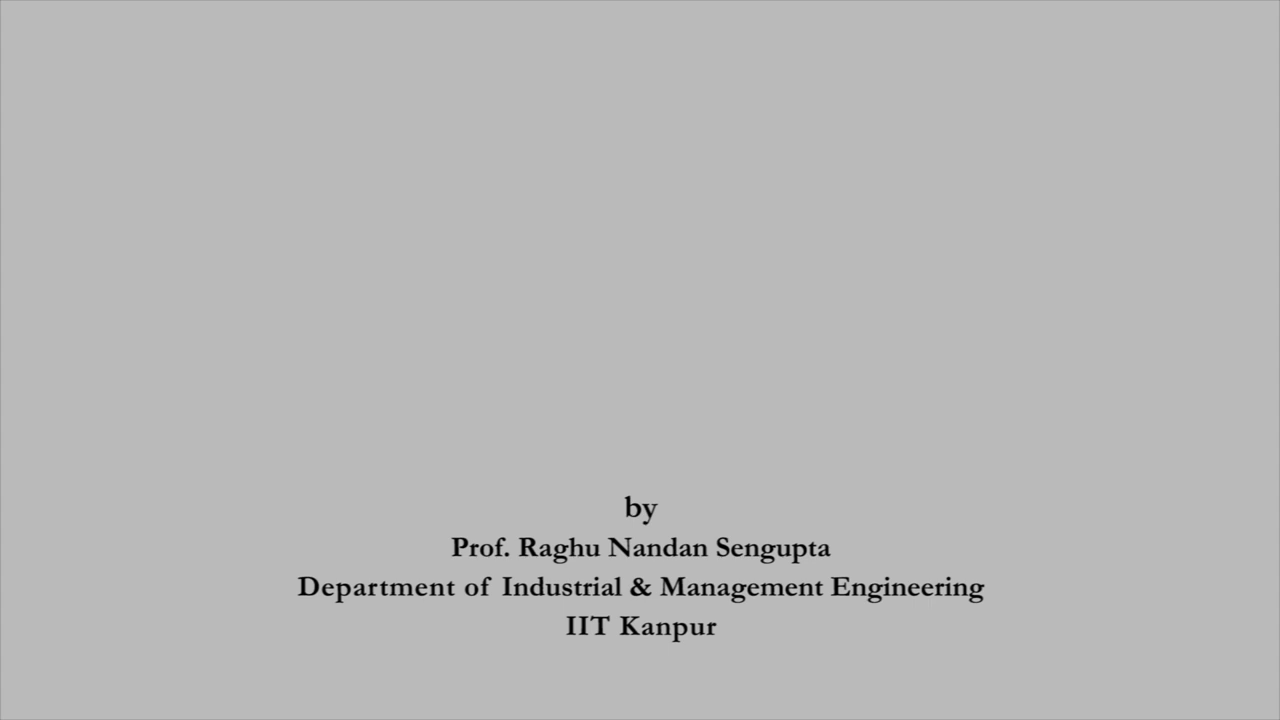 by
Prof. Raghu Nandan Sengupta
Department of Industrial & Management Engineering
IIT Kanpur